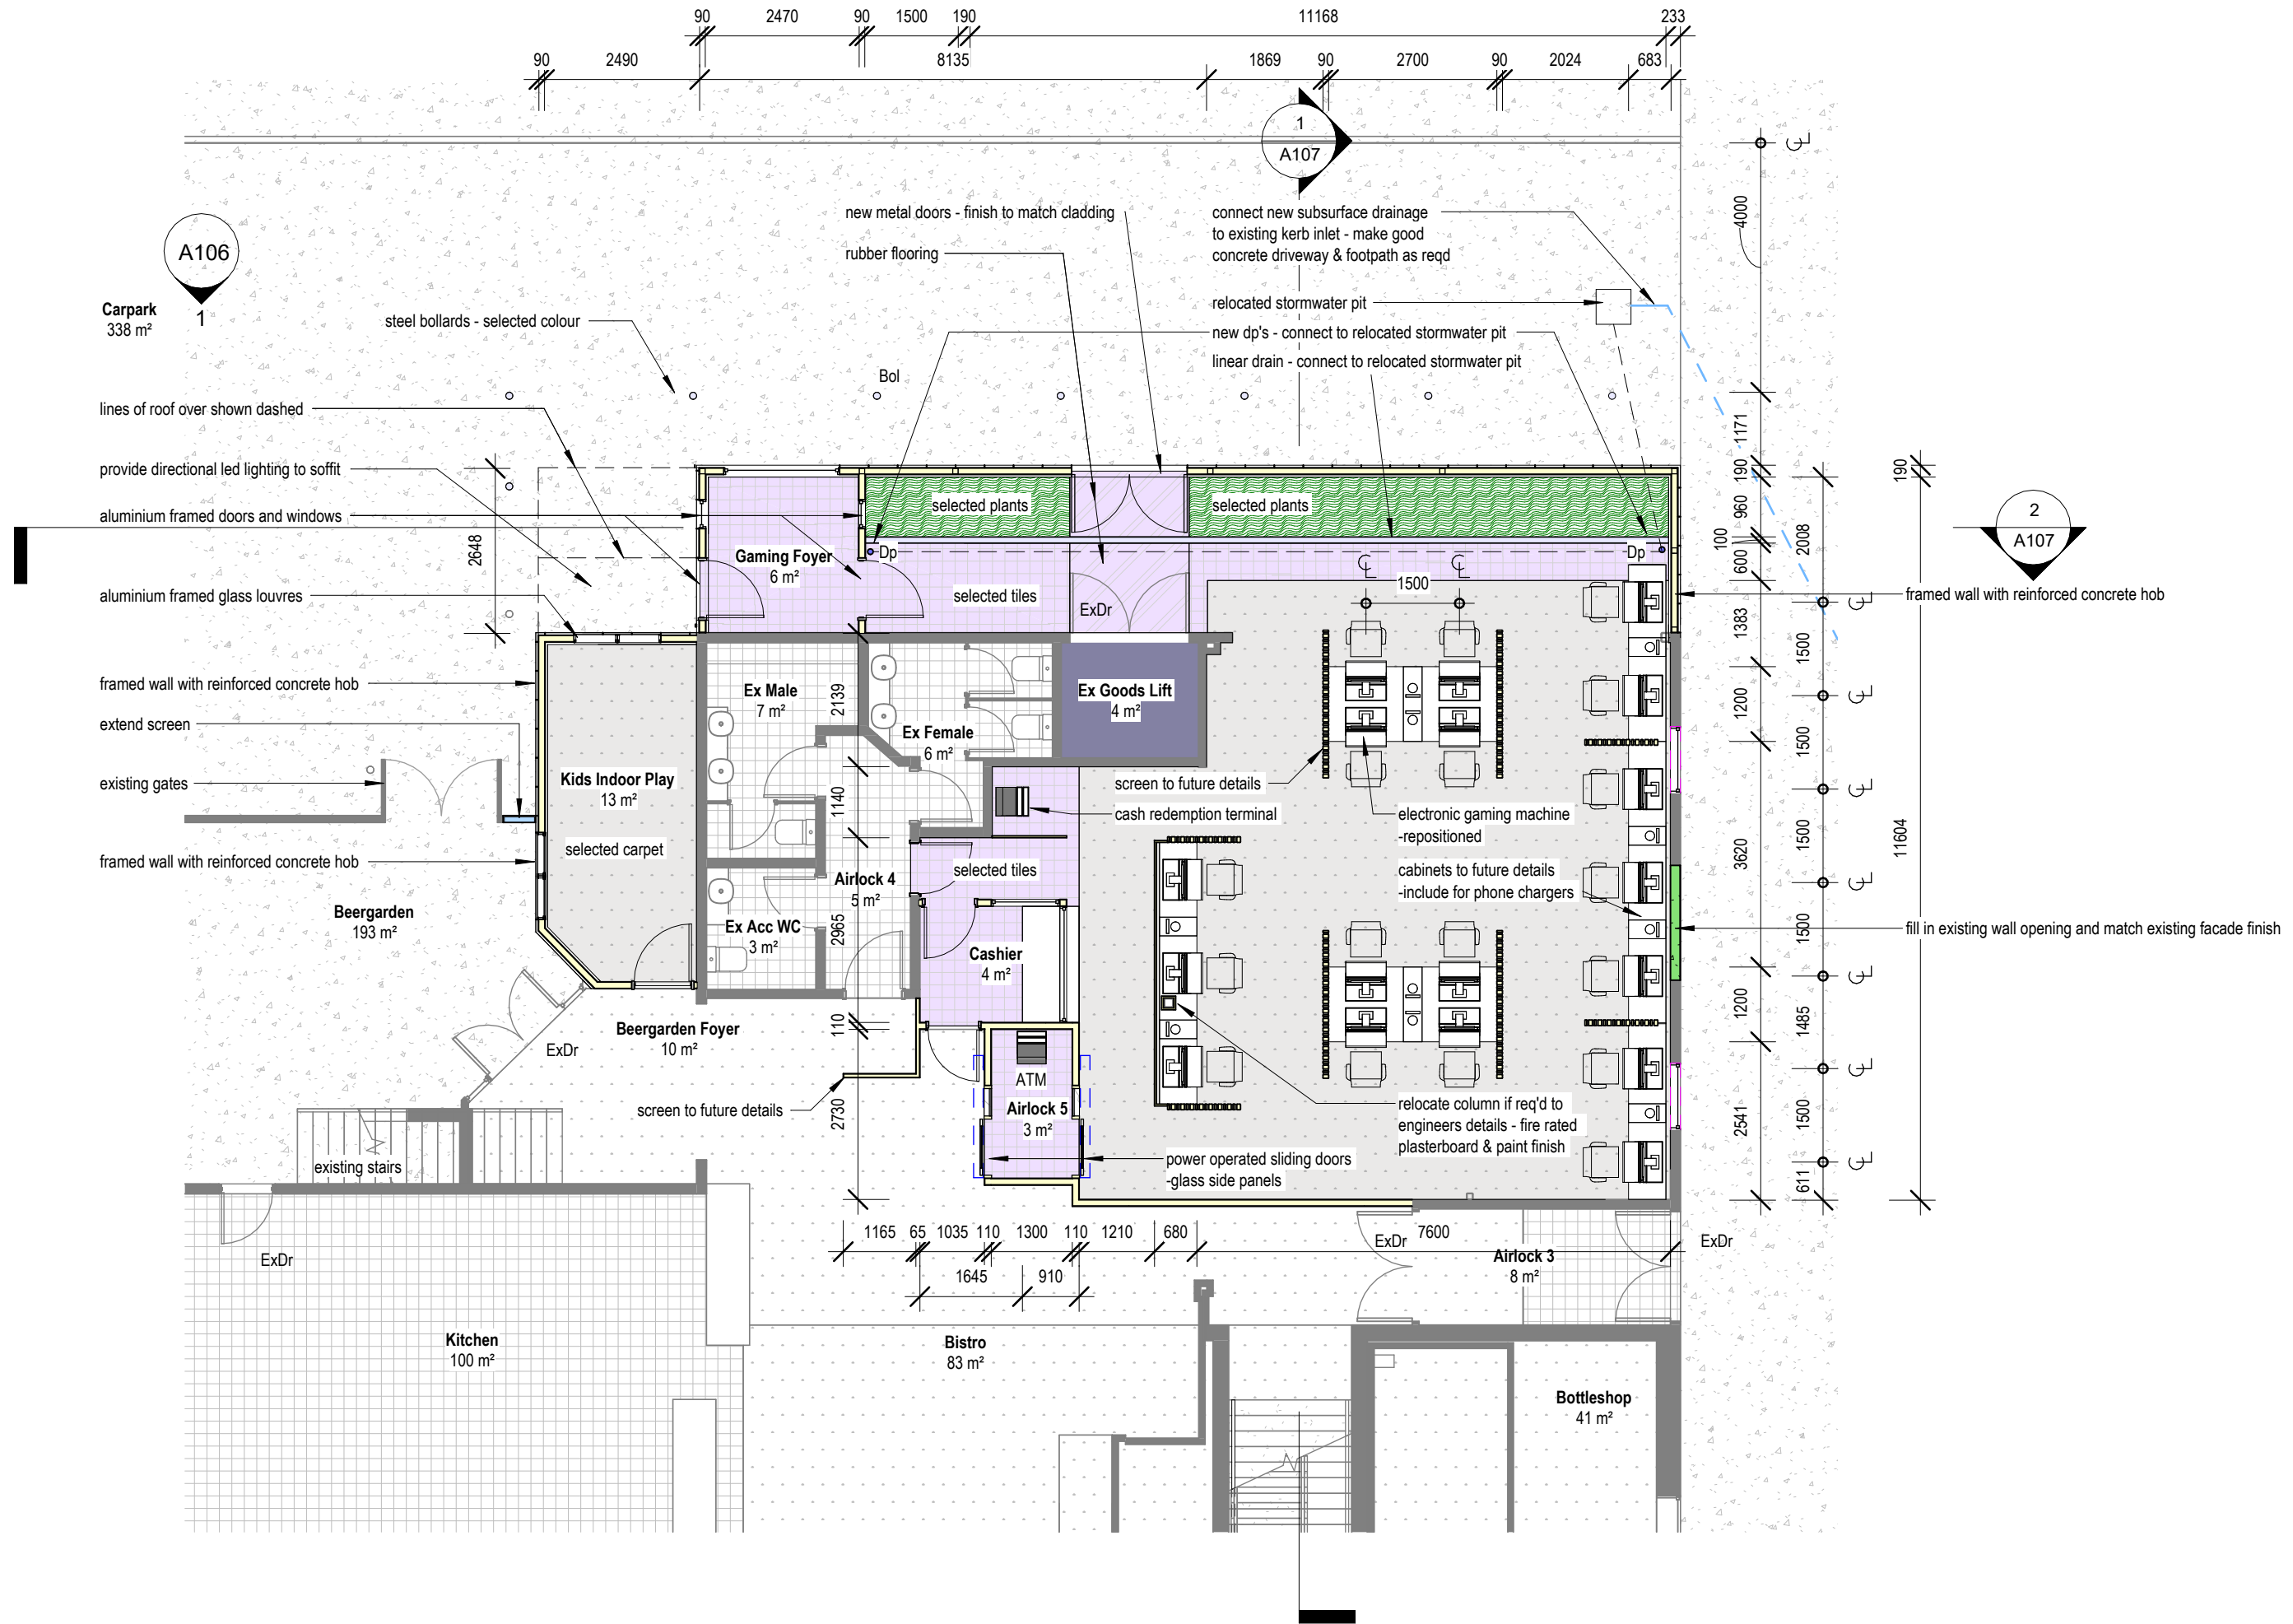 90
2470
90
1500
190
11168
233
90
2490
8135
1869
90
2700
90
2024
683
1
A107
4000
new metal doors - finish to match cladding
rubber flooring
connect new subsurface drainage
to existing kerb inlet - make good
concrete driveway & footpath as reqd
A106
1
Carpark
338 m²
steel bollards - selected colour
relocated stormwater pit
new dp's - connect to relocated stormwater pit
linear drain - connect to relocated stormwater pit
Bol
lines of roof over shown dashed
provide directional led lighting to soffit
aluminium framed doors and windows
aluminium framed glass louvres
2648
1171
190
190
960
100
600
2008
2
A107
selected plants
selected plants
Gaming Foyer
6 m²
Dp
Dp
selected tiles
ExDr
1500
framed wall with reinforced concrete hob
1383
1500
framed wall with reinforced concrete hob
extend screen
existing gates
framed wall with reinforced concrete hob
Kids Indoor Play
13 m²
selected carpet
Ex Male
7 m²
2139
Ex Female
6 m²
Ex Goods Lift
4 m²
1200
1500
1140
screen to future details
cash redemption terminal
electronic gaming machine
-repositioned
1500
3620
11604
cabinets to future details
-include for phone chargers
selected tiles
Airlock 4
5 m²
2965
Ex Acc WC
3 m²
Beergarden
193 m²
Cashier
4 m²
1500
fill in existing wall opening and match existing facade finish
Beergarden Foyer
10 m²
110
1200
1485
ExDr
ATM
Airlock 5
3 m²
screen to future details
2730
relocate column if req'd to
engineers details - fire rated
plasterboard & paint finish
2541
1500
611
existing stairs
power operated sliding doors
-glass side panels
1165
65
1035
110
1300
110
1210
680
7600
1645
910
ExDr
ExDr
ExDr
Airlock 3
8 m²
Kitchen
100 m²
Bistro
83 m²
Bottleshop
41 m²